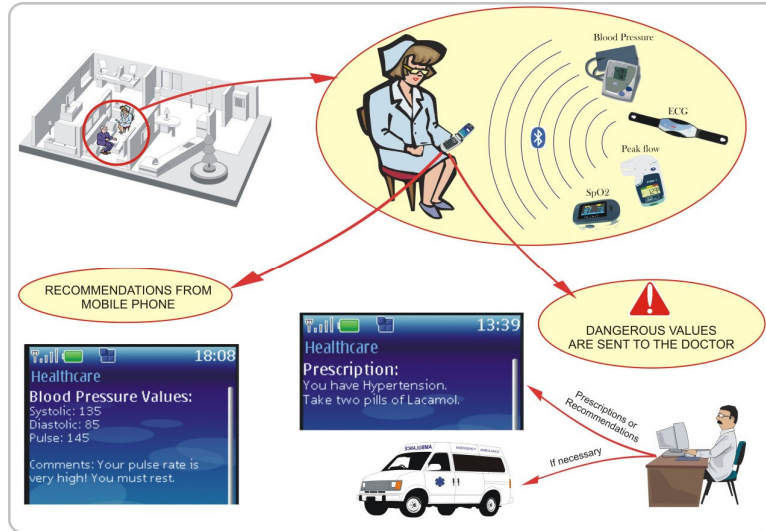 Blood Pressure
ECG
Peak flow
SpO2
RECOMMENDATIONS FROM
MOBILE PHONE
DANGEROUS VALUES
ARE SENT TO THE DOCTOR
18:08
Healthcare
Blood Pressure Values:
Systolic: 135
Diastolic: 85
Pulse: 145
Comments: Your pulse rate is
very high! You must rest.
13:39
Healthcare
Prescription:
You have Hypertension.
Take two pills of Lacamol.
Prescriptions or
Recommendations
If necessary
AMBULANCE
EMERGENCY AMBULANCE